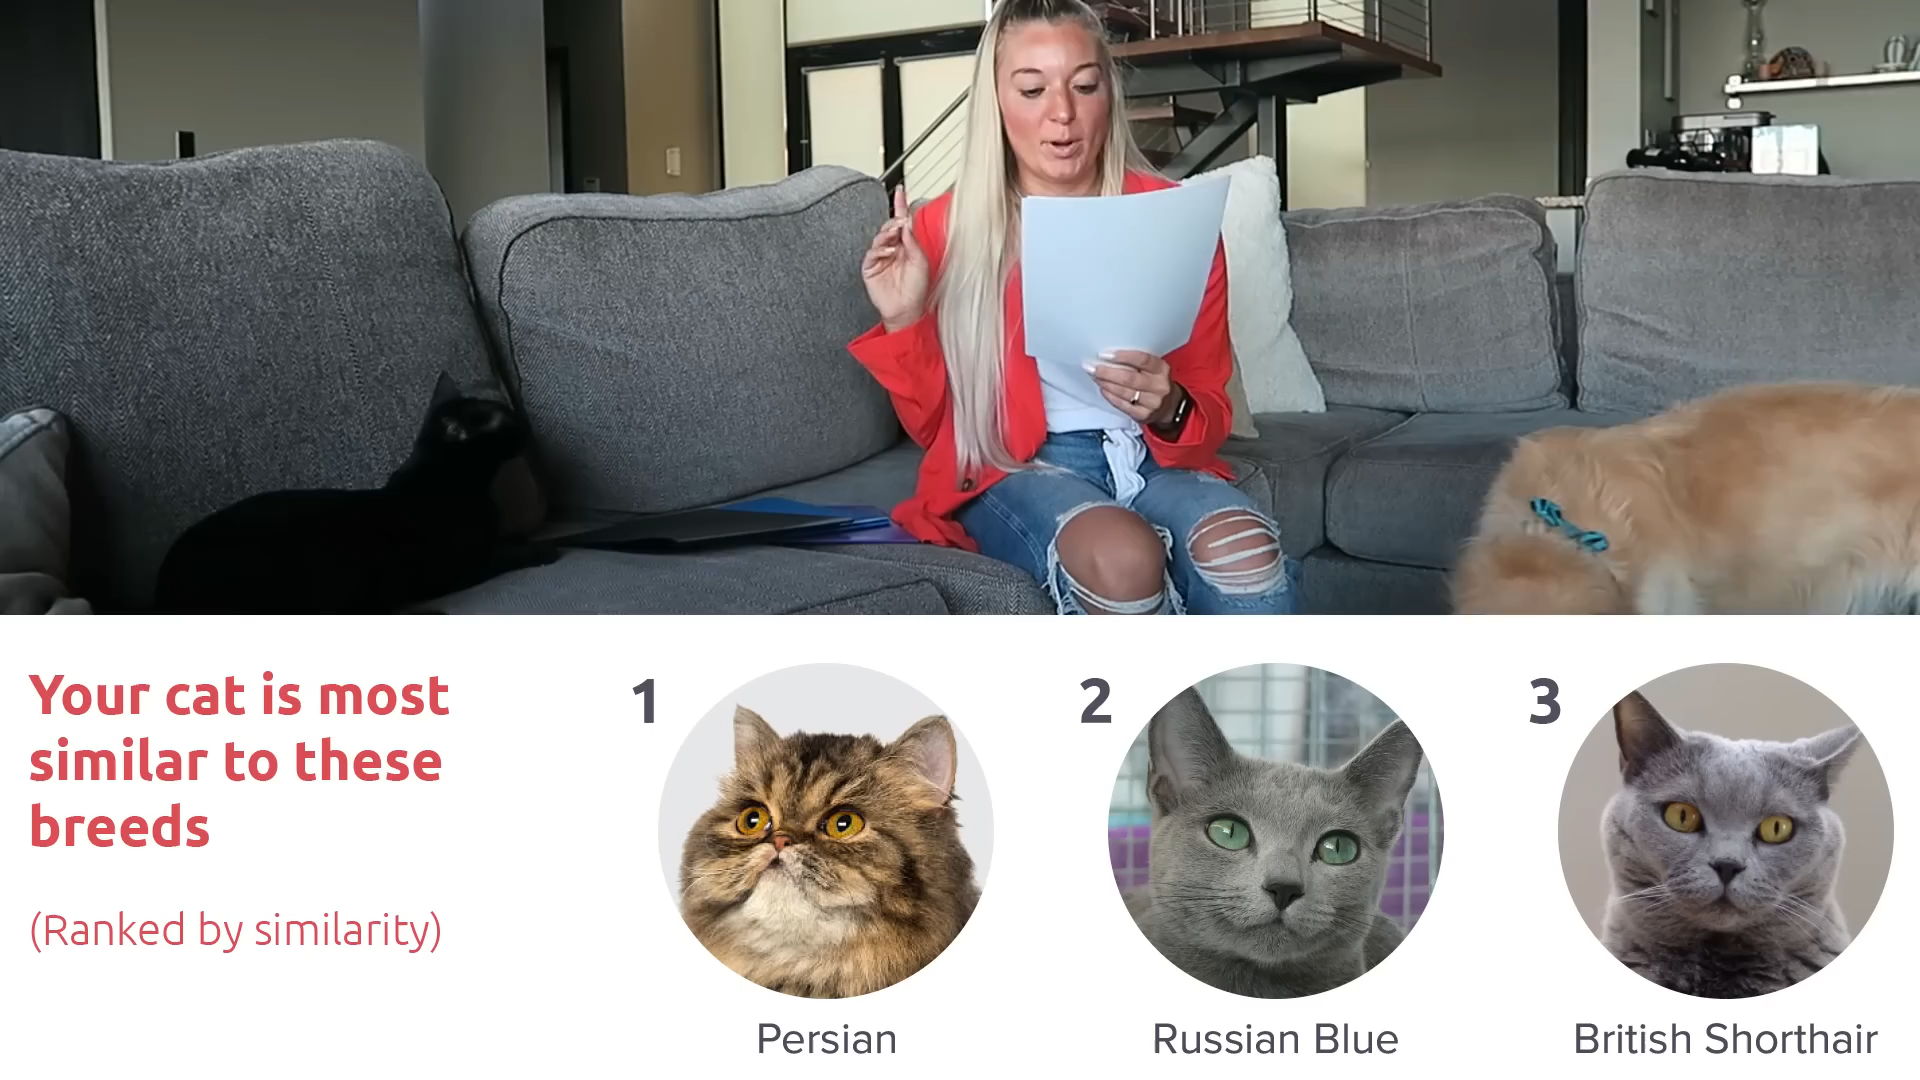 Your cat is most
similar to these
breeds
(Ranked by similarity)
1
2
3
Persian
Russian Blue
British Shorthair